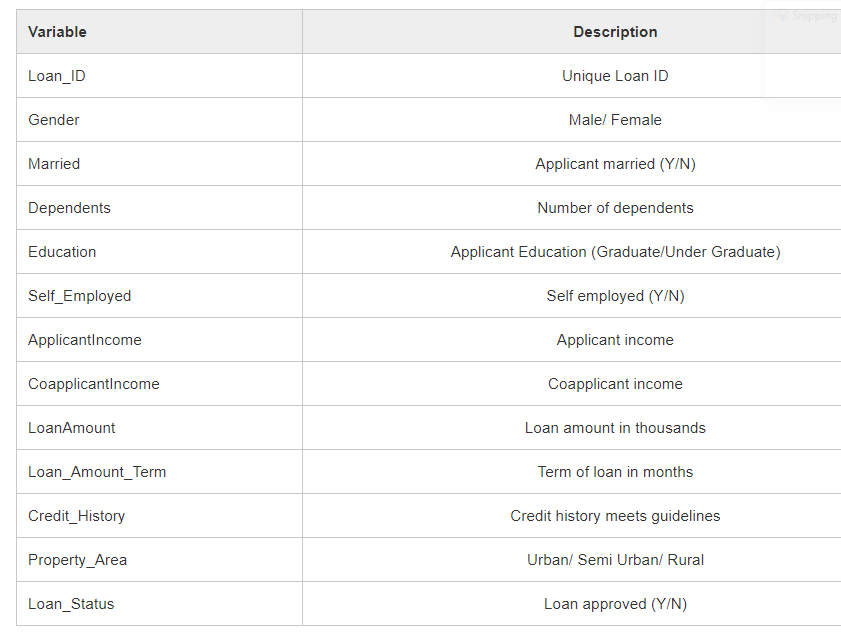 Variable Description
Loan_ID Unique Loan ID
Gender Male/ Female
Married Applicant married (Y/N)
Dependents Number of dependents
Education Applicant Education (Graduate/Under Graduate)
Self_Employed Self employed (Y/N)
ApplicantIncome Applicant income
CoapplicantIncome Coapplicant income
LoanAmount Loan amount in thousands
Loan_Amount_Term Term of loan in months
Credit_History Credit history meets guidelines
Property_Area Urban/ Semi Urban/ Rural
Loan_Status Loan approved (Y/N)
Snipping